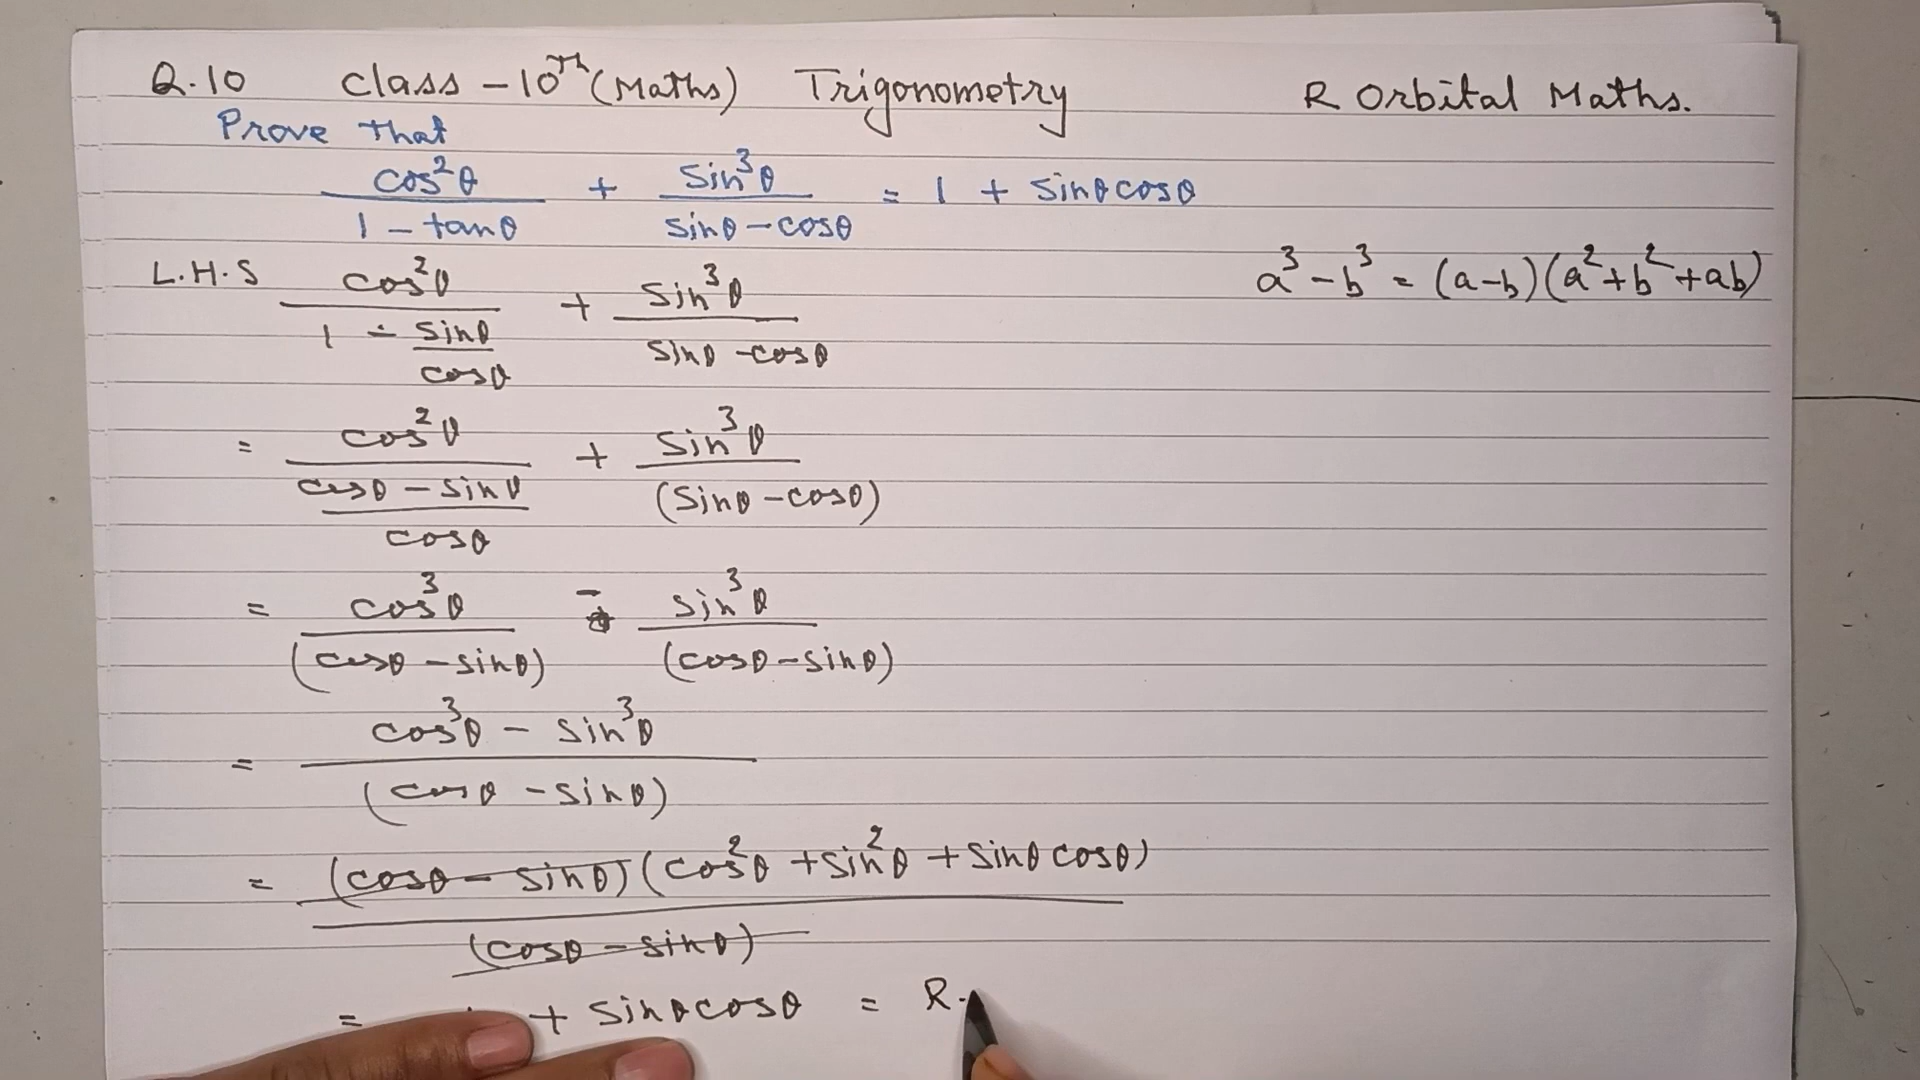 Q.10 Class - 10th (Maths) Trigonometry R Orbital Maths.
Prove that
cos²θ / (1 - tanθ) + sin³θ / (sinθ - cosθ) = 1 + sinθcosθ
L.H.S cos²θ / (1 - sinθ/cosθ) + sin³θ / (sinθ - cosθ) a³ - b³ = (a-b)(a²+b²+ab)
= cos²θ / ((cosθ - sinθ)/cosθ) + sin³θ / (sinθ - cosθ)
= cos³θ / (cosθ - sinθ) - sin³θ / (cosθ - sinθ)
= (cos³θ - sin³θ) / (cosθ - sinθ)
= (cosθ - sinθ)(cos²θ + sin²θ + sinθ cosθ) / (cosθ - sinθ)
= + sinθcosθ = R.